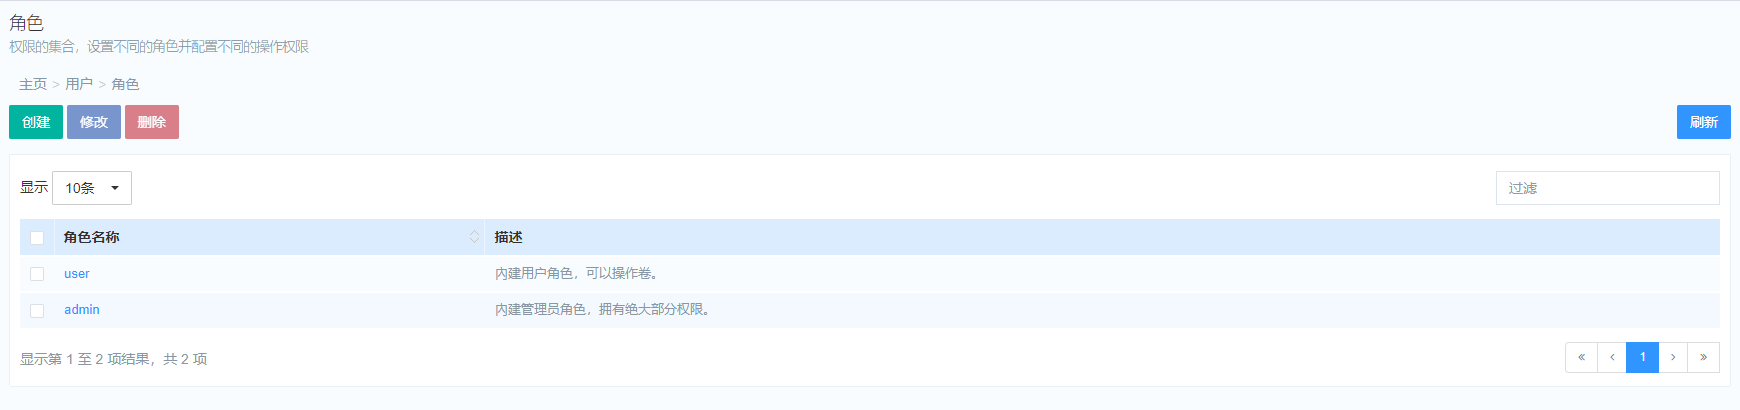 角色
权限的集合，设置不同的角色并配置不同的操作权限
主页 > 用户 > 角色
创建 修改 删除 刷新
显示 10条 过滤
角色名称 描述
user 内建用户角色，可以操作卷。
admin 内建管理员角色，拥有绝大部分权限。
显示第 1 至 2 项结果，共 2 项 « ‹ 1 › »